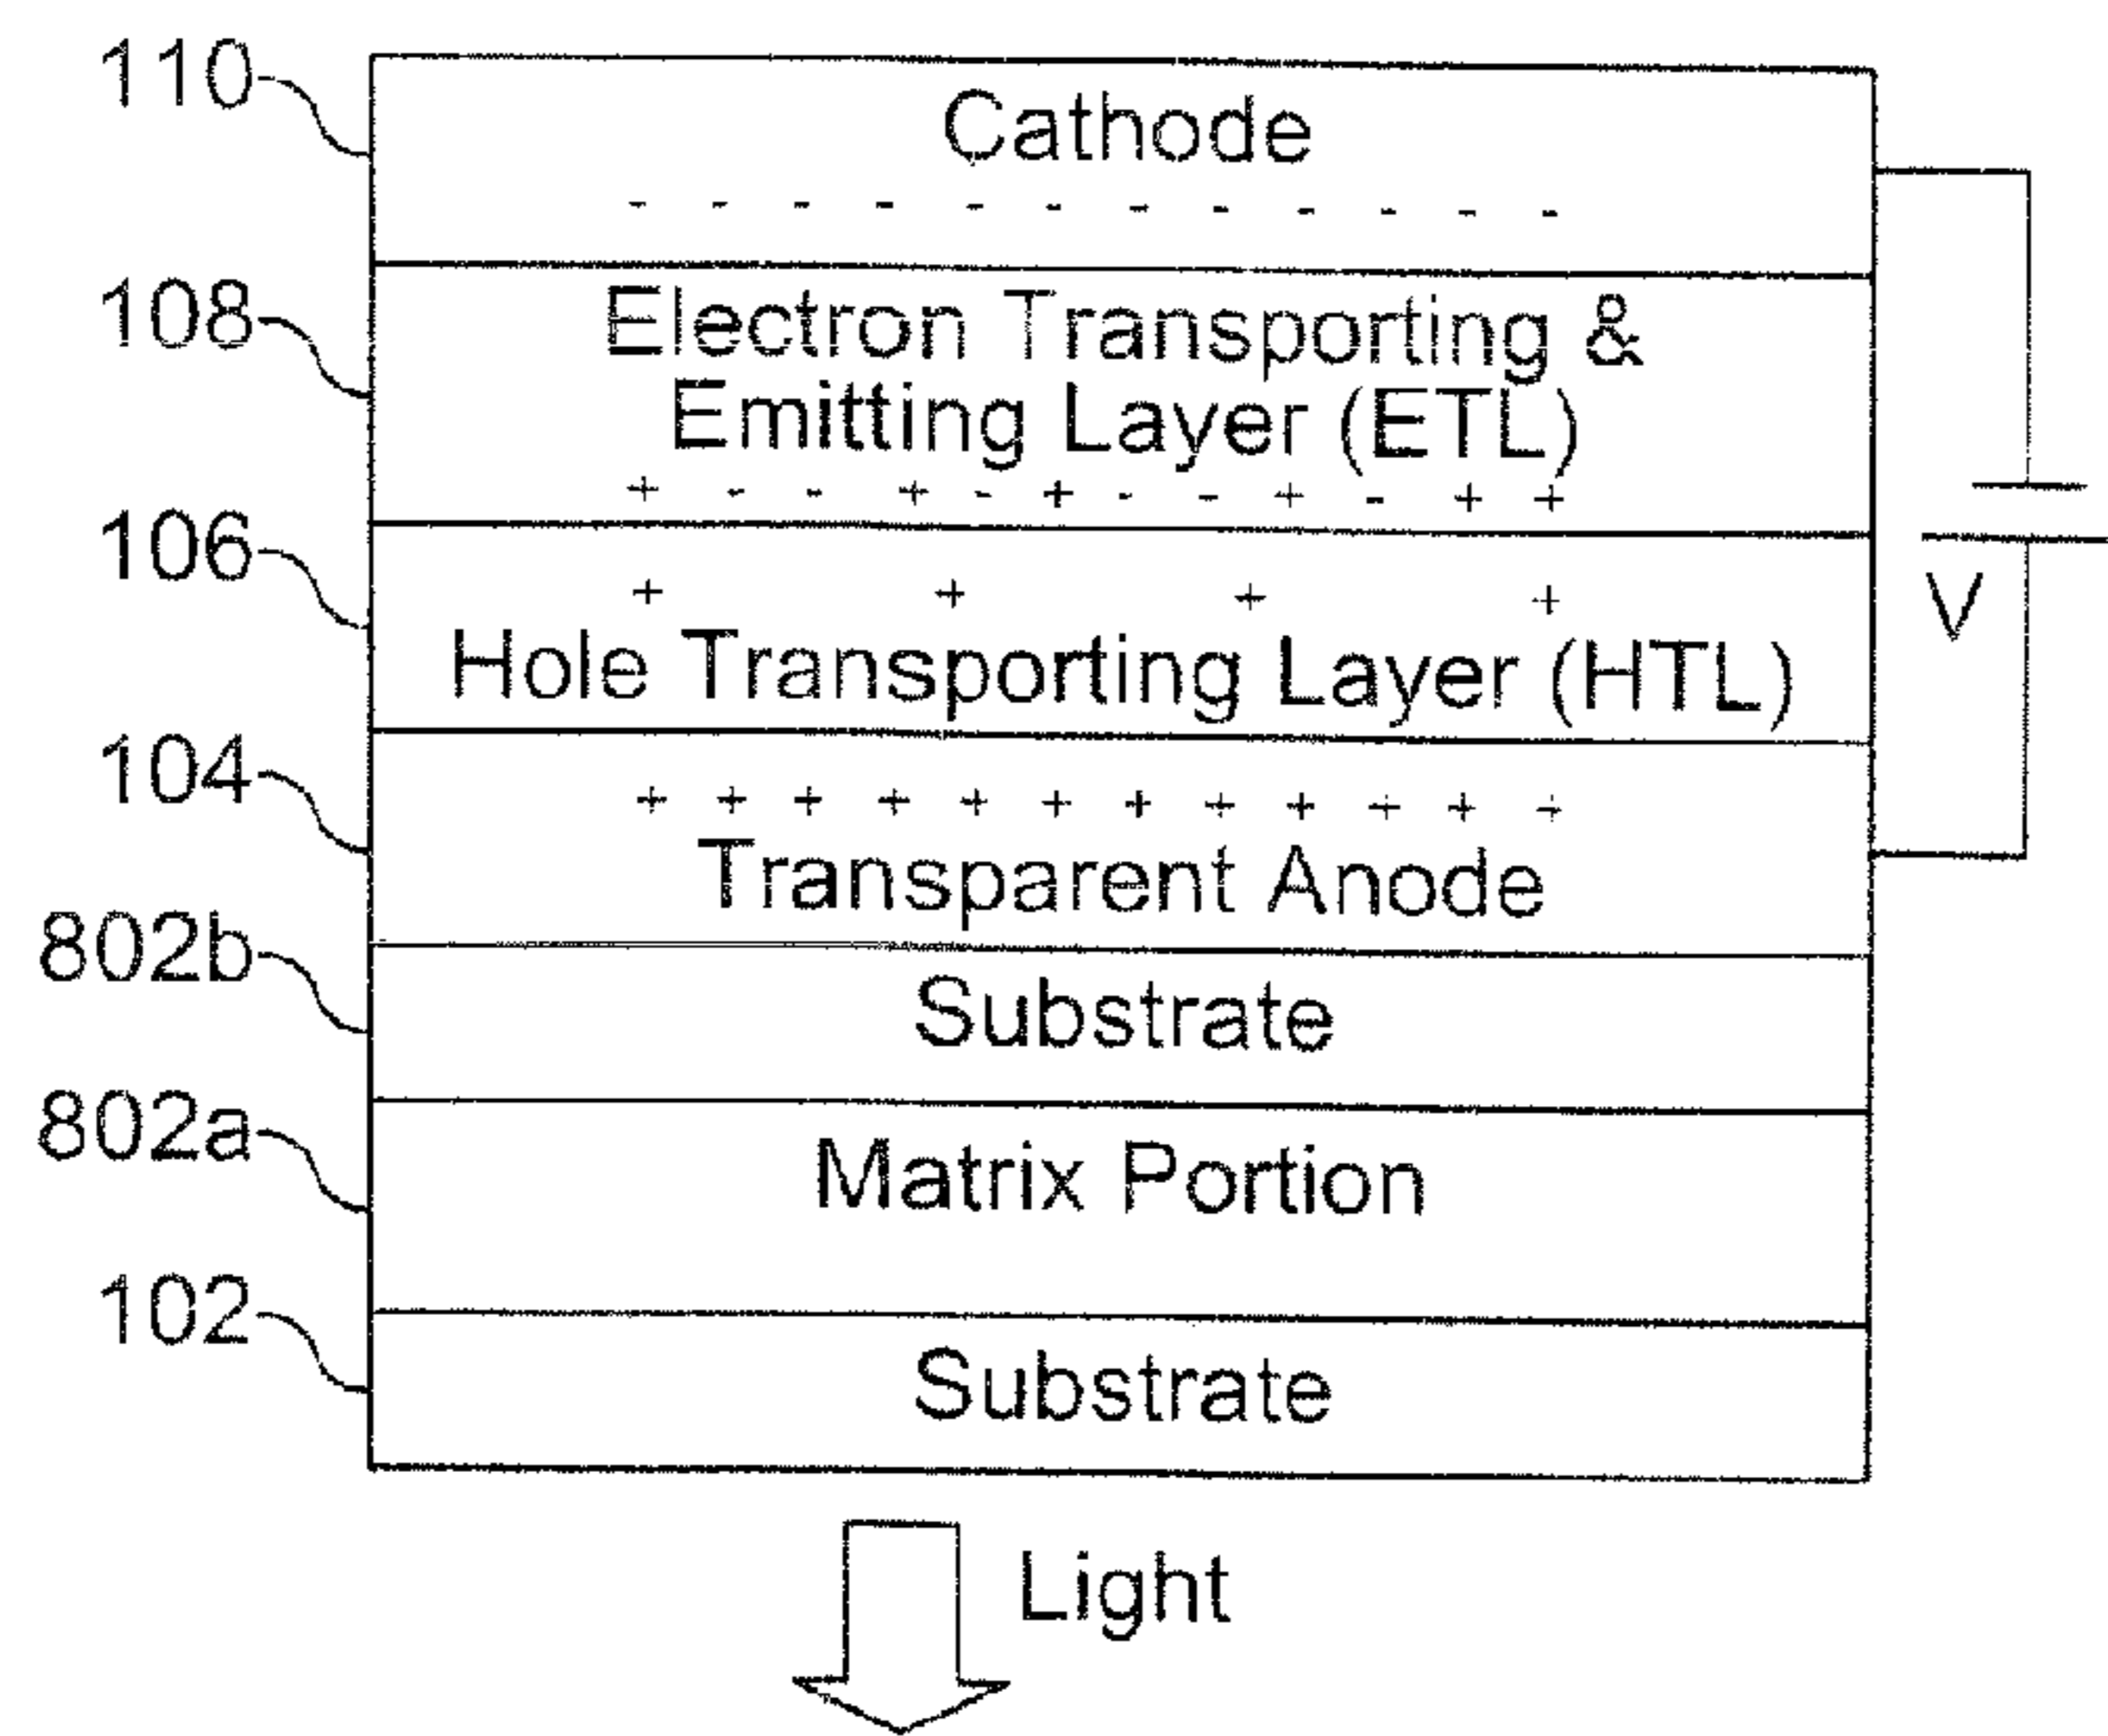 110
Cathode
- - - - - - - - - - - -
108
Electron Transporting &
Emitting Layer (ETL)
+ - - + - + - - + - + +
106
+ + + +
Hole Transporting Layer (HTL)
V
104
+ + + + + + + + + + + +
Transparent Anode
802b
Substrate
802a
Matrix Portion
102
Substrate
Light